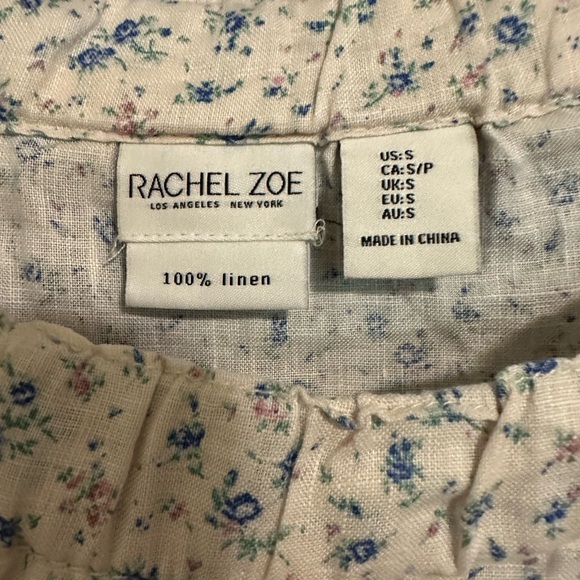 RACHEL ZOE
LOS ANGELES NEW YORK
100% linen
US:S
CA:S/P
UK:S
EU:S
AU:S
MADE IN CHINA